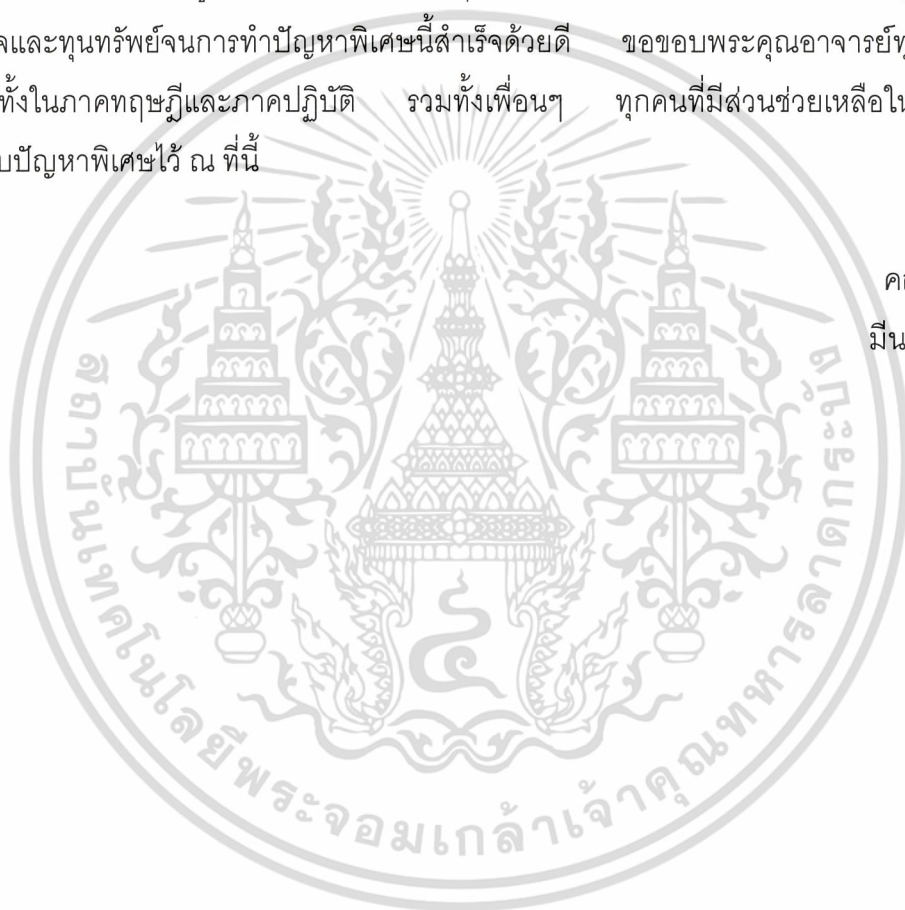 และทุนทรัพย์จนการทำปัญหาพิเศษนี้สำเร็จด้วยดี ขอขอบพระคุณอาจารย์
ทั้งในภาคทฤษฎีและภาคปฏิบัติ รวมทั้งเพื่อนๆ ทุกคนที่มีส่วนช่วยเหลือใน
ปัญหาพิเศษไว้ ณ ที่นี้
มีน
สถาบันเทคโนโลยีพระจอมเกล้าเจ้าคุณทหารลาดกระบัง
๔